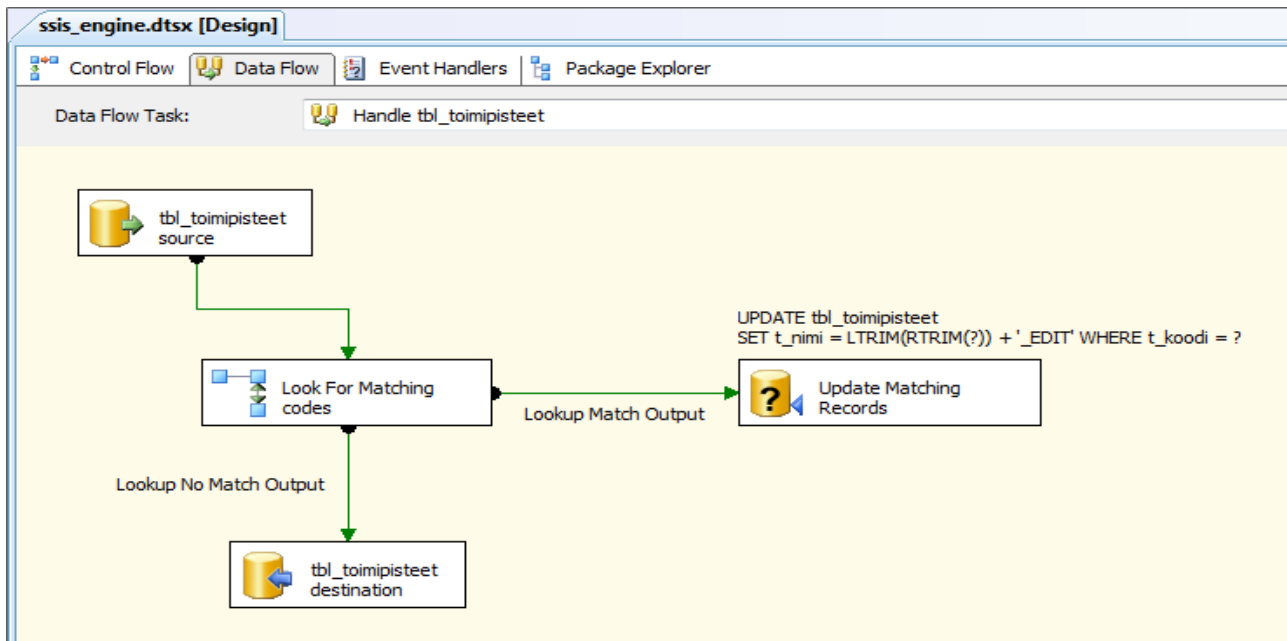 ssis_engine.dtsx [Design]
Control Flow Data Flow Event Handlers Package Explorer
Data Flow Task: Handle tbl_toimipisteet
tbl_toimipisteet
source
UPDATE tbl_toimipisteet
SET t_nimi = LTRIM(RTRIM(?)) + '_EDIT' WHERE t_koodi = ?
Look For Matching
codes
Lookup Match Output
Update Matching
Records
Lookup No Match Output
tbl_toimipisteet
destination